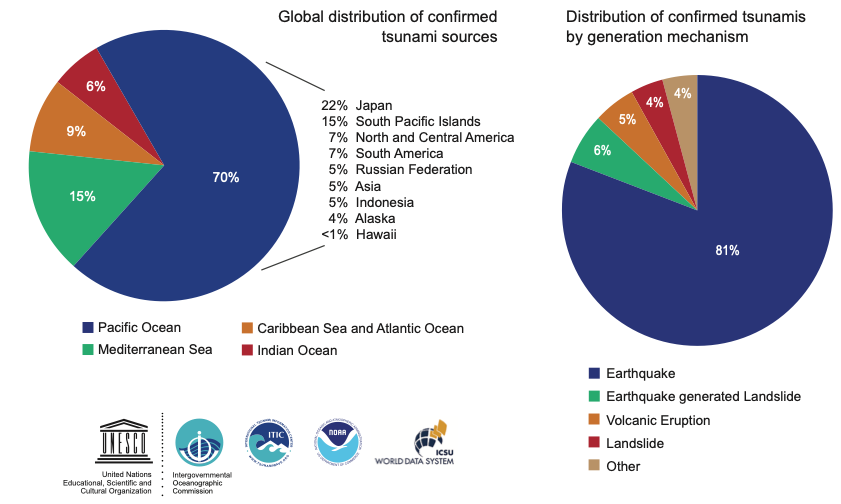 Global distribution of confirmed
tsunami sources
6%
9%
15%
70%
22% Japan
15% South Pacific Islands
7% North and Central America
7% South America
5% Russian Federation
5% Asia
5% Indonesia
4% Alaska
<1% Hawaii
Pacific Ocean
Caribbean Sea and Atlantic Ocean
Mediterranean Sea
Indian Ocean
Distribution of confirmed tsunamis
by generation mechanism
4%
4%
5%
6%
81%
Earthquake
Earthquake generated Landslide
Volcanic Eruption
Landslide
Other
UNESCO
United Nations
Educational, Scientific and
Cultural Organization
Intergovernmental
Oceanographic
Commission
ITIC
NOAA
ICSU
WORLD DATA SYSTEM